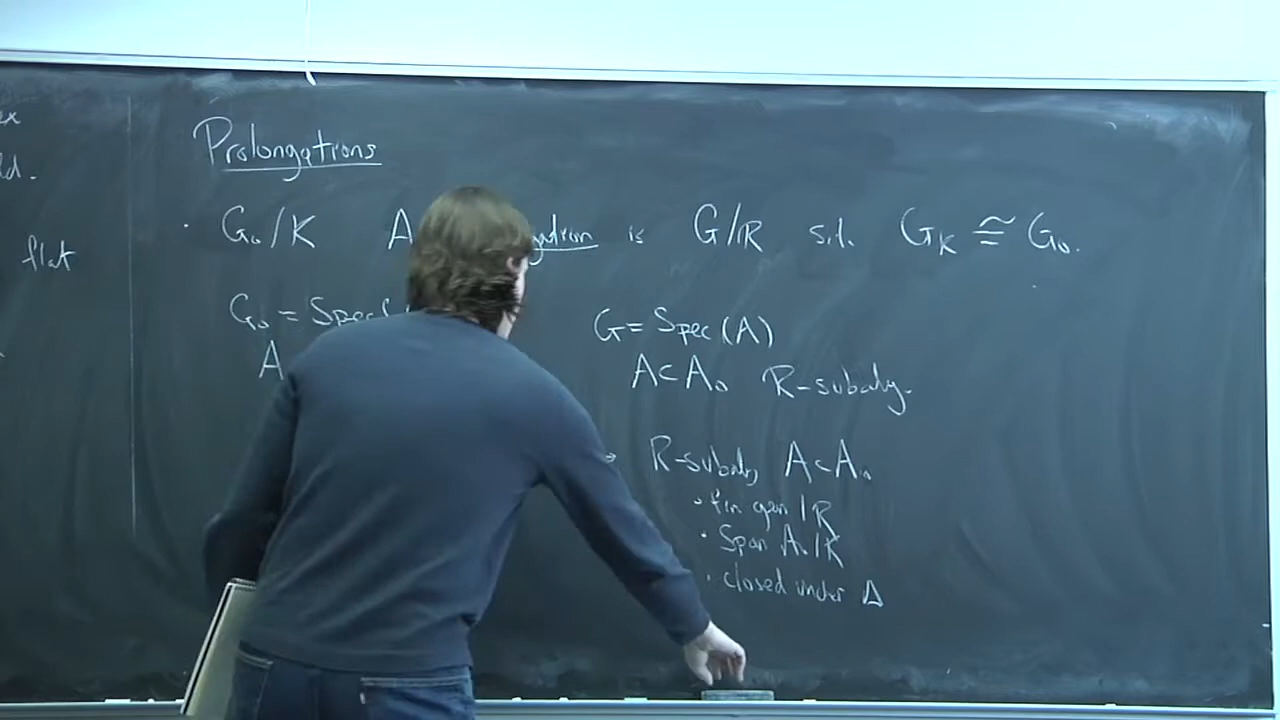 ex
ld.
flat
Prolongations
· G₀/K A gation is G/R s.t. G_K ≅ G₀.
G₀ = Spec( G = Spec(A)
A A⊂A₀ R-subalg.
→ R-subalg A⊂A₀
· fin gen / R
· Span A₀/K
· closed under Δ